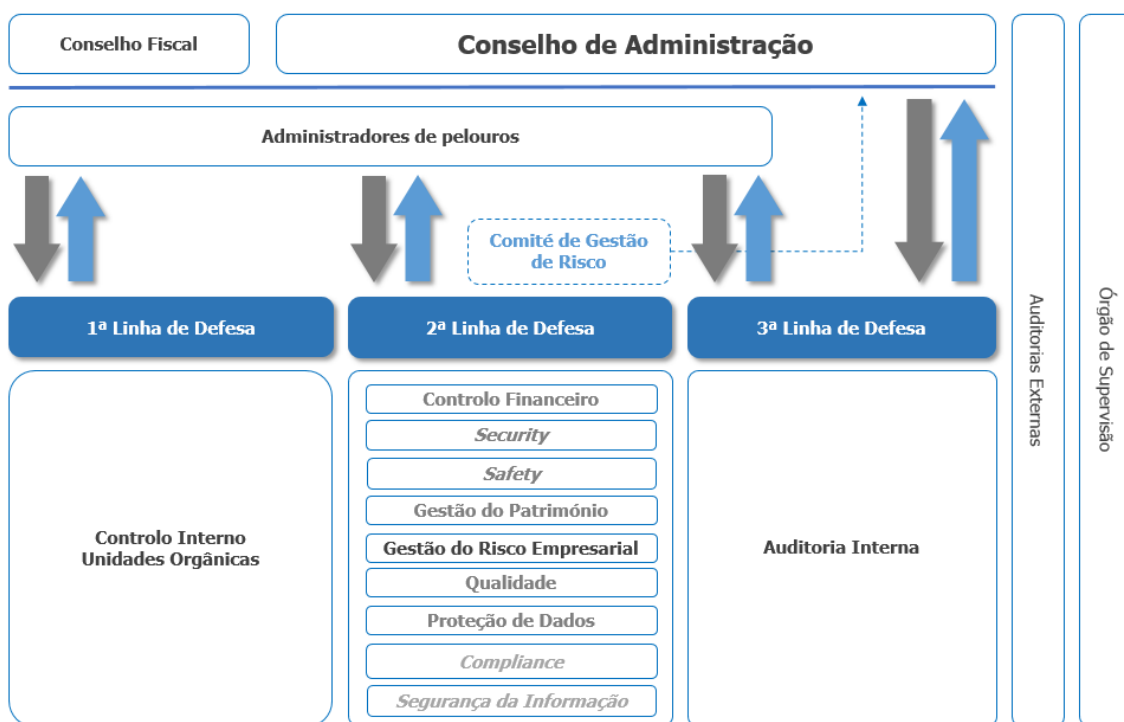 Conselho Fiscal
Conselho de Administração
Administradores de pelouros
Comité de Gestão
de Risco
1ª Linha de Defesa
2ª Linha de Defesa
3ª Linha de Defesa
Controlo Interno
Unidades Orgânicas
Controlo Financeiro
Security
Safety
Gestão do Património
Gestão do Risco Empresarial
Qualidade
Proteção de Dados
Compliance
Segurança da Informação
Auditoria Interna
Auditorias Externas
Órgão de Supervisão